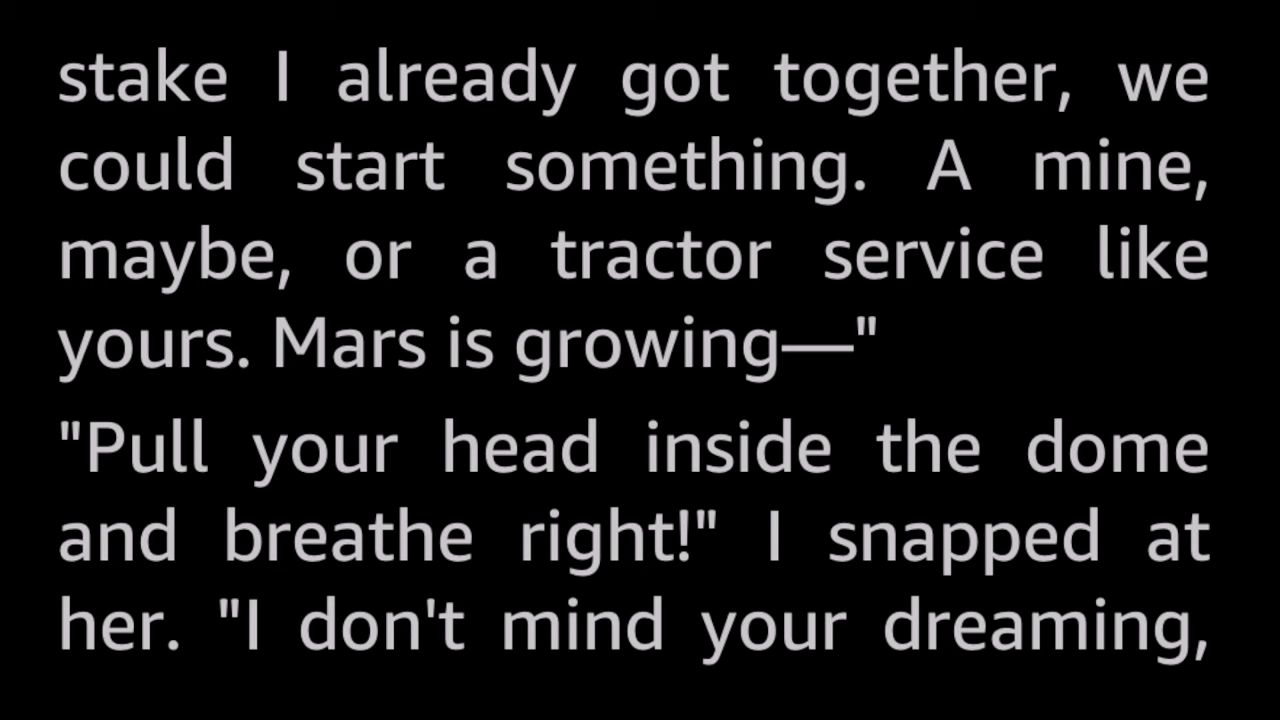 stake I already got together, we
could start something. A mine,
maybe, or a tractor service like
yours. Mars is growing—"
"Pull your head inside the dome
and breathe right!" I snapped at
her. "I don't mind your dreaming,